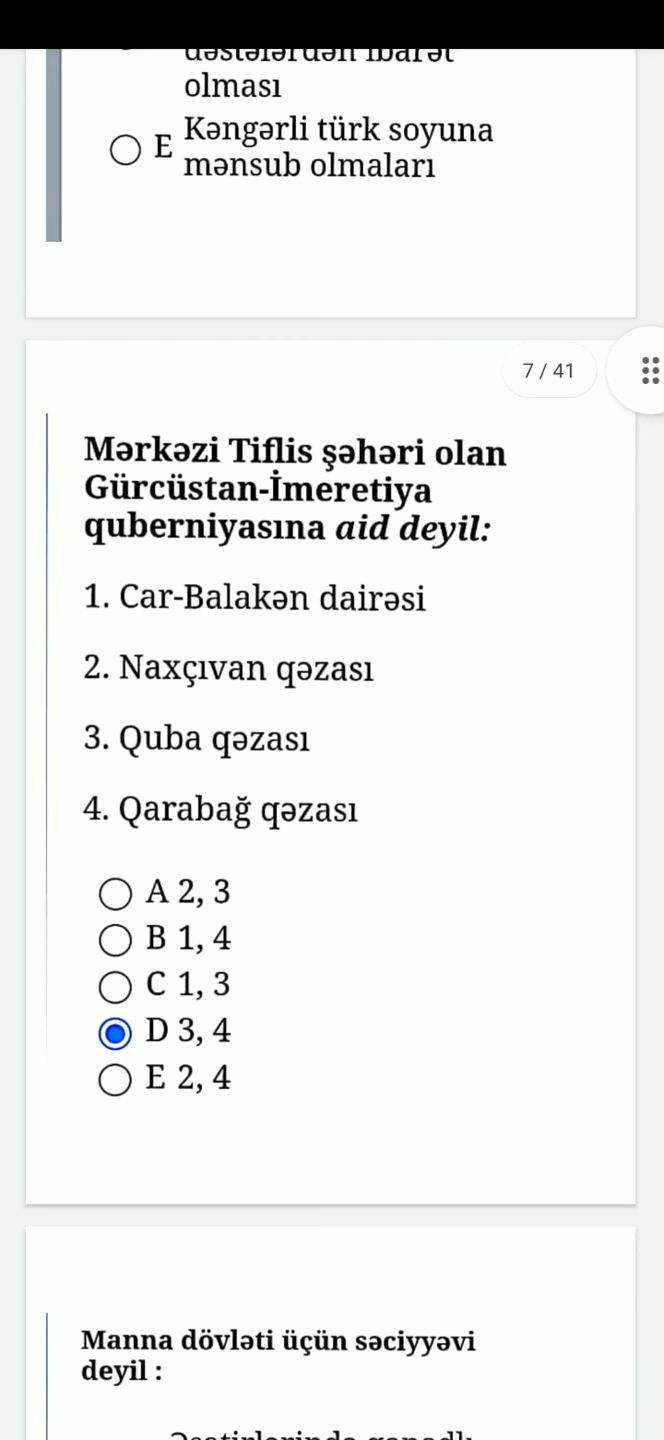 dəstələrdən ibarət
olması
E Kəngərli türk soyuna
mənsub olmaları
7 / 41
Mərkəzi Tiflis şəhəri olan
Gürcüstan-İmeretiya
quberniyasına aid deyil:
1. Car-Balakən dairəsi
2. Naxçıvan qəzası
3. Quba qəzası
4. Qarabağ qəzası
A 2, 3
B 1, 4
C 1, 3
D 3, 4
E 2, 4
Manna dövləti üçün səciyyəvi
deyil :